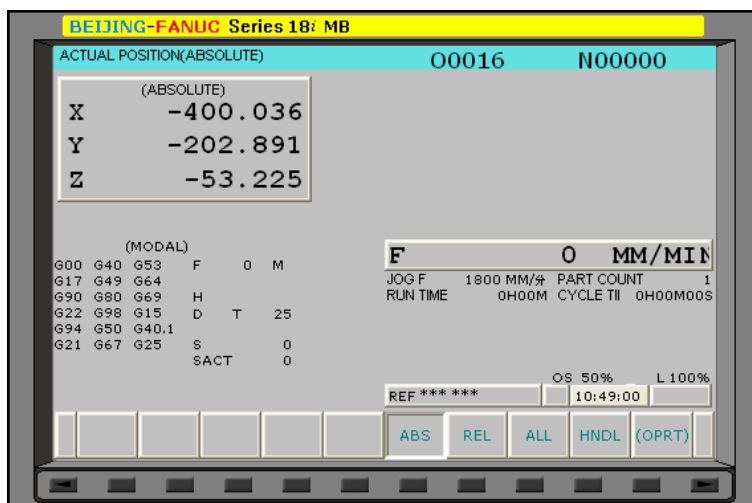 BEIJING-FANUC Series 18i MB
ACTUAL POSITION(ABSOLUTE) O0016 N00000
(ABSOLUTE)
X -400.036
Y -202.891
Z -53.225
(MODAL)
G00 G40 G53 F 0 M
G17 G49 G64
G90 G80 G69 H
G22 G98 G15 D T 25
G94 G50 G40.1
G21 G67 G25 S 0
SACT 0
F 0 MM/MIN
JOG F 1800 MM/分 PART COUNT 1
RUN TIME 0H00M CYCLE TII 0H00M00S
OS 50% L 100%
REF *** *** 10:49:00
ABS REL ALL HNDL (OPRT)